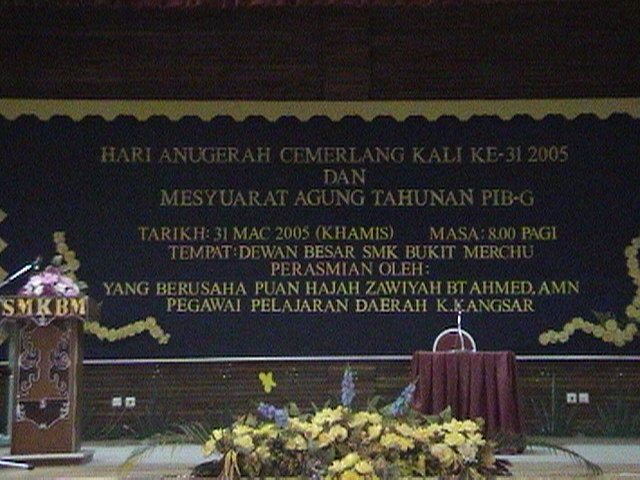 HARI ANUGERAH CEMERLANG KALI KE-31 2005
DAN
MESYUARAT AGUNG TAHUNAN PIB-G
TARIKH: 31 MAC 2005 (KHAMIS) MASA: 8.00 PAGI
TEMPAT: DEWAN BESAR SMK BUKIT MERCHU
PERASMIAN OLEH:
YANG BERUSAHA PUAN HAJAH ZAWIYAH BT AHMED, AMN
PEGAWAI PELAJARAN DAERAH K.KANGSAR
SMKBM